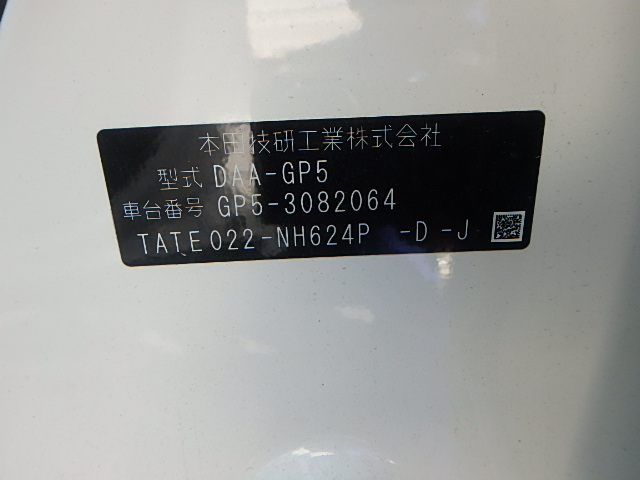 本田技研工業株式会社
型式 DAA-GP5
車台番号 GP5-3082064
TATE022-NH624P -D -J